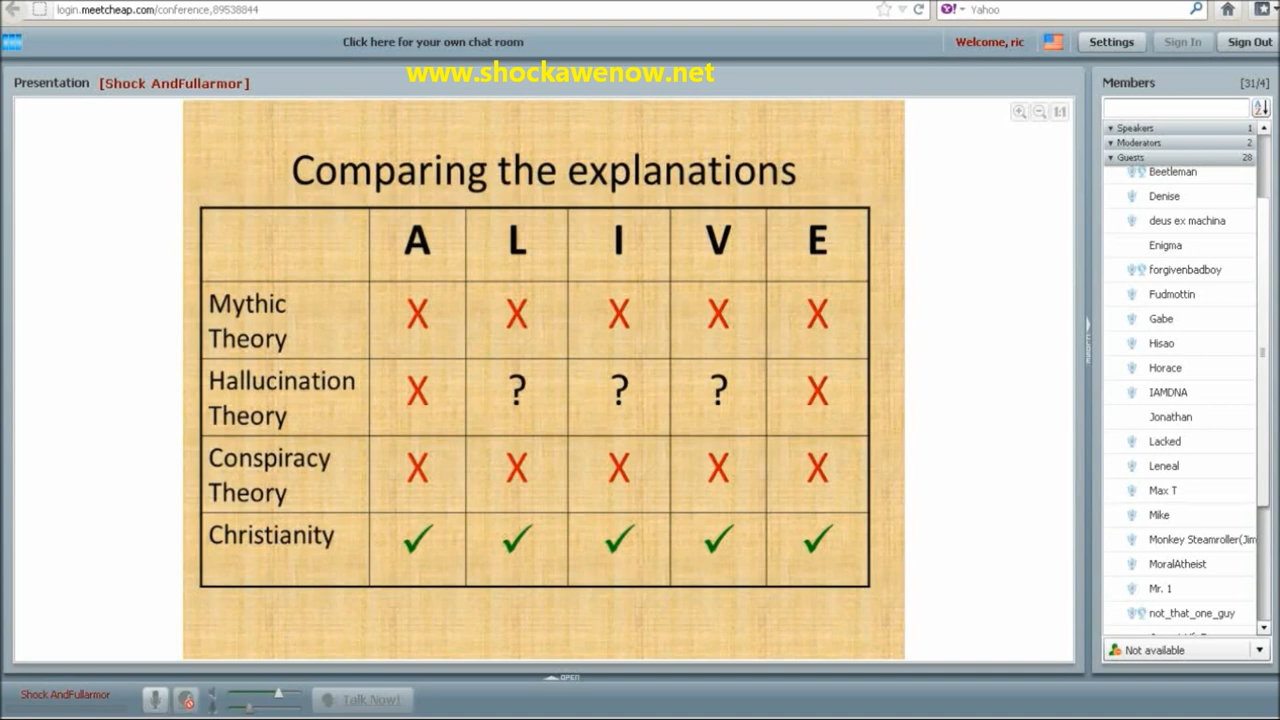 login.meetcheap.com/conference,89538844
Yahoo
Click here for your own chat room
Welcome, ric
Settings
Sign In
Sign Out
www.shockawenow.net
Presentation [Shock AndFullarmor]
Members [31/4]
Speakers 1
Moderators 2
Guests 28
Beetleman
Denise
deus ex machina
Enigma
forgivenbadboy
Fudmottin
Gabe
Hisao
Horace
IAMDNA
Jonathan
Lacked
Leneal
Max T
Mike
Monkey Steamroller(Jim
MoralAtheist
Mr. 1
not_that_one_guy
Not available
1:1
Comparing the explanations
A L I V E
Mythic
Theory
X X X X X
Hallucination
Theory
X ? ? ? X
Conspiracy
Theory
X X X X X
Christianity ✓ ✓ ✓ ✓ ✓
OPEN
Shock AndFullarmor
Talk Now!